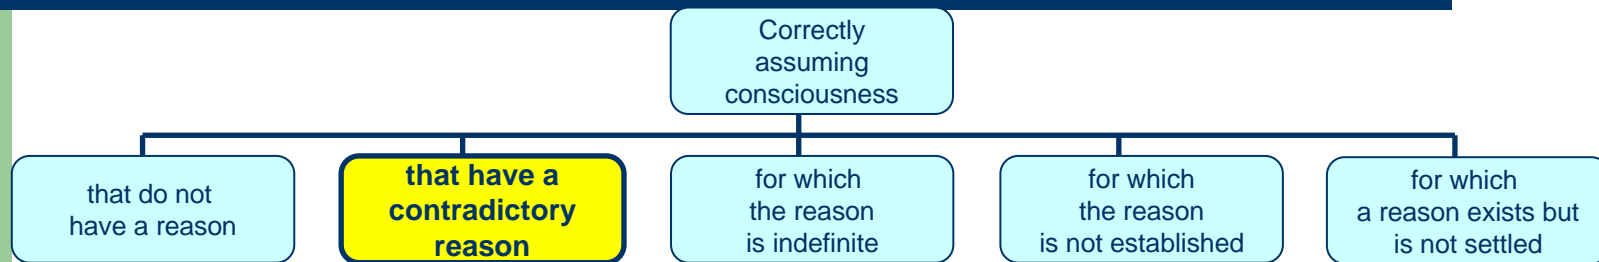 Correctly
assuming
consciousness
that do not
have a reason
that have a
contradictory
reason
for which
the reason
is indefinite
for which
the reason
is not established
for which
a reason exists but
is not settled